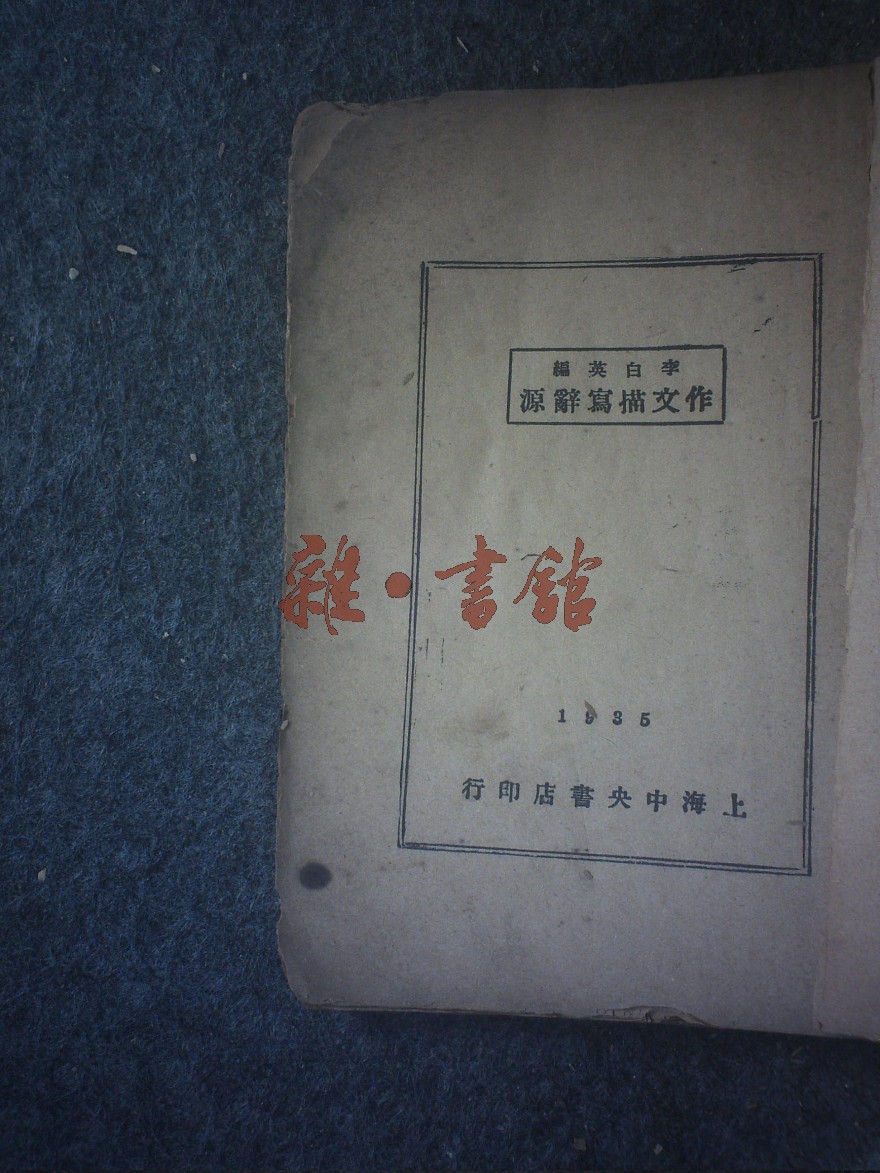 李白英編
作文描寫辭源
雜·書館
1935
上海中央書店印行